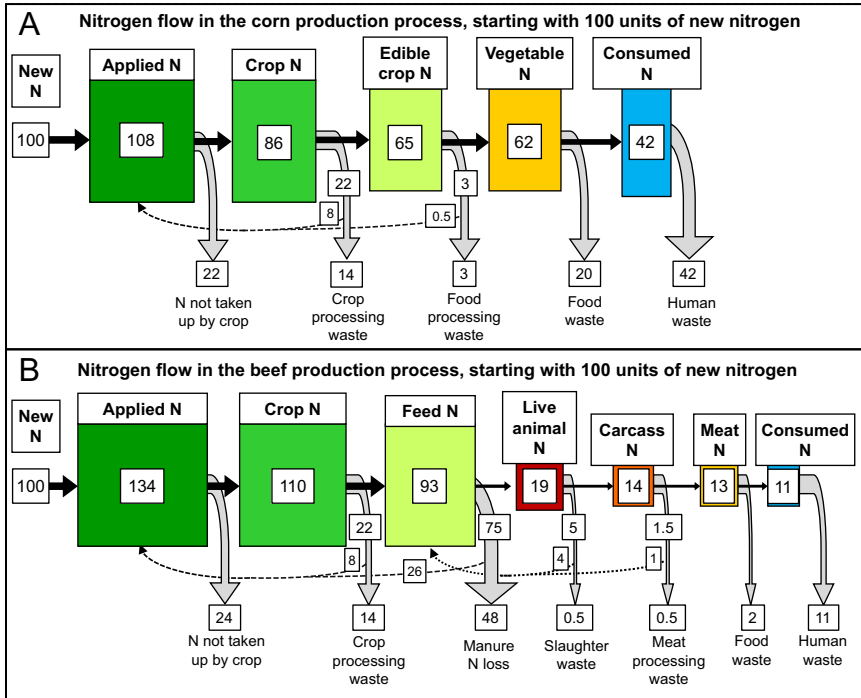 A
Nitrogen flow in the corn production process, starting with 100 units of new nitrogen
New
N
Applied N
Crop N
Edible
crop N
Vegetable
N
Consumed
N
100
108
86
65
62
42
22
3
8
0.5
22
14
3
20
42
N not taken
up by crop
Crop
processing
waste
Food
processing
waste
Food
waste
Human
waste
B
Nitrogen flow in the beef production process, starting with 100 units of new nitrogen
New
N
Applied N
Crop N
Feed N
Live
animal
N
Carcass
N
Meat
N
Consumed
N
100
134
110
93
19
14
13
11
22
75
5
1.5
8
26
4
1
24
14
48
0.5
0.5
2
11
N not taken
up by crop
Crop
processing
waste
Manure
N loss
Slaughter
waste
Meat
processing
waste
Food
waste
Human
waste